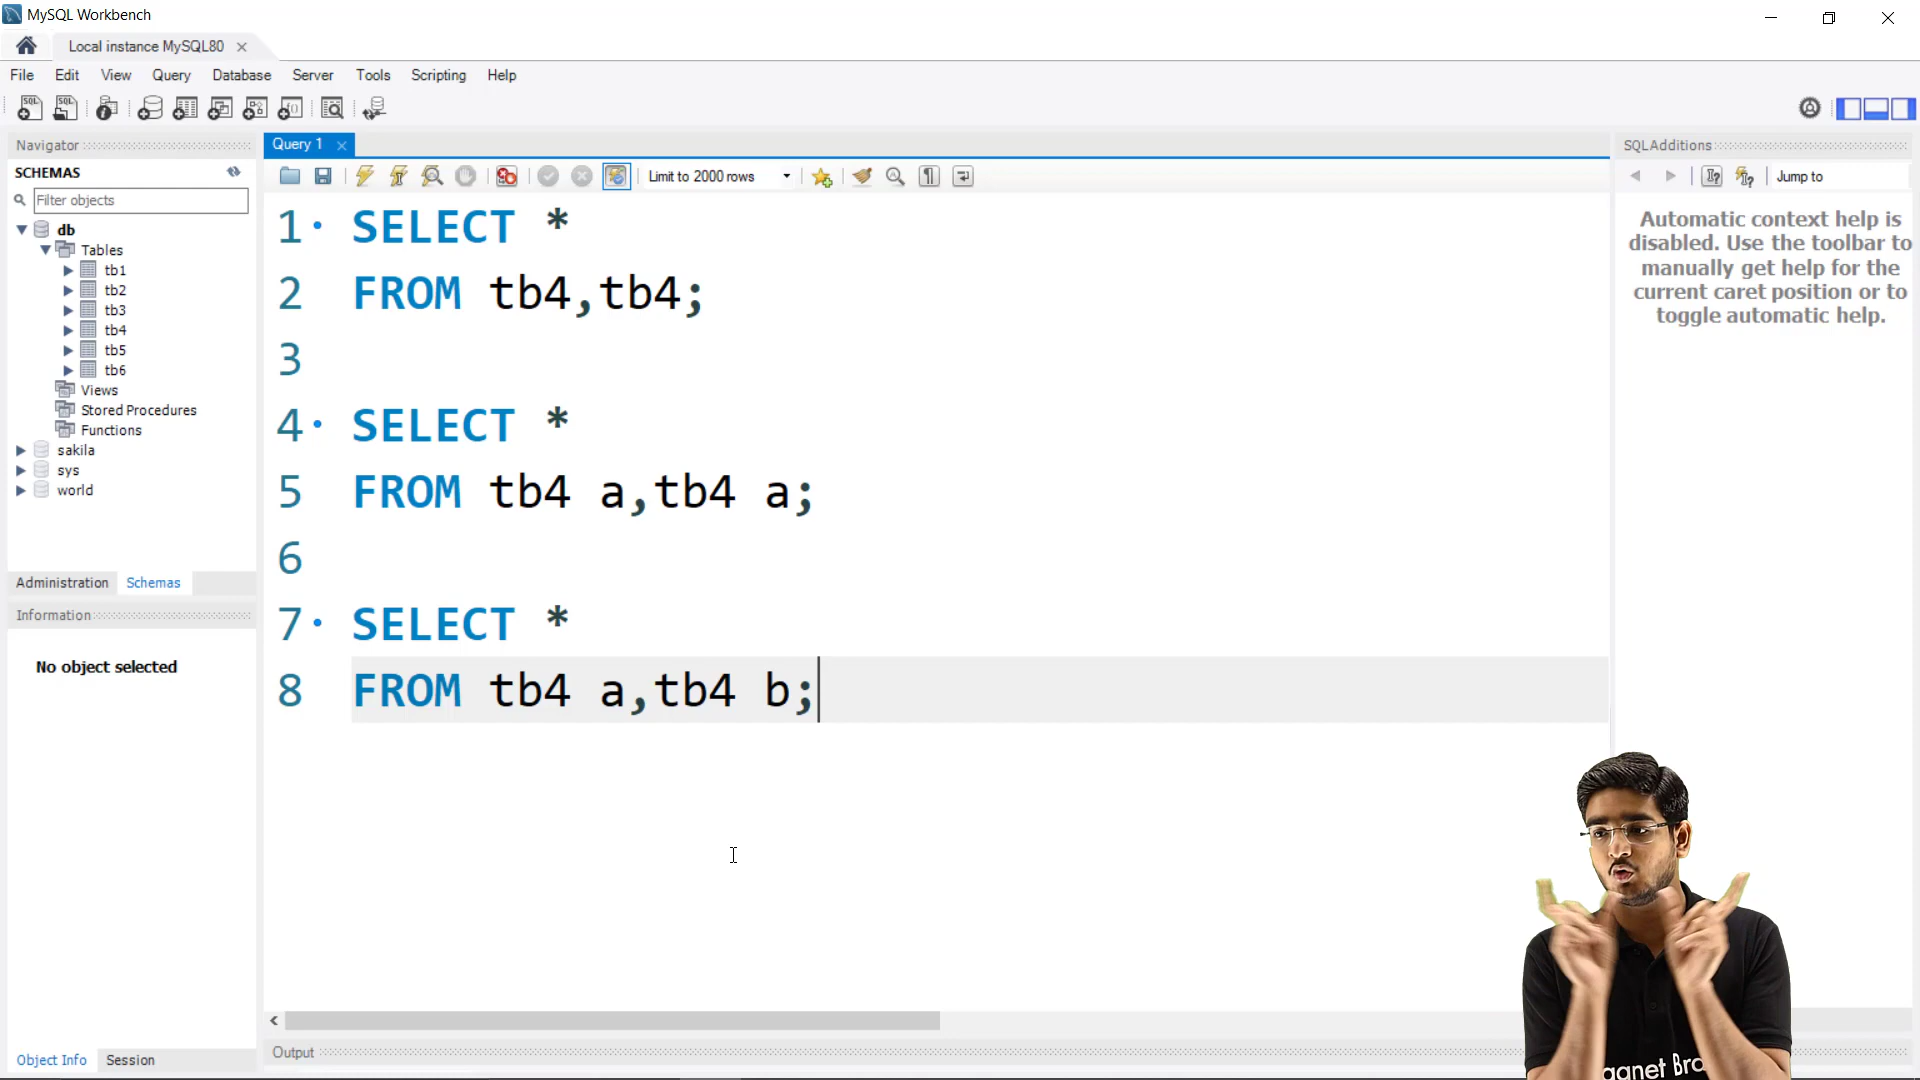 MySQL Workbench
Local instance MySQL80
File Edit View Query Database Server Tools Scripting Help
Navigator
SCHEMAS
Filter objects
db
Tables
tb1
tb2
tb3
tb4
tb5
tb6
Views
Stored Procedures
Functions
sakila
sys
world
Administration Schemas
Information
No object selected
Object Info Session
Query 1
Limit to 2000 rows
1 SELECT *
2 FROM tb4,tb4;
3
4 SELECT *
5 FROM tb4 a,tb4 a;
6
7 SELECT *
8 FROM tb4 a,tb4 b;
Output
SQLAdditions
Jump to
Automatic context help is
disabled. Use the toolbar to
manually get help for the
current caret position or to
toggle automatic help.